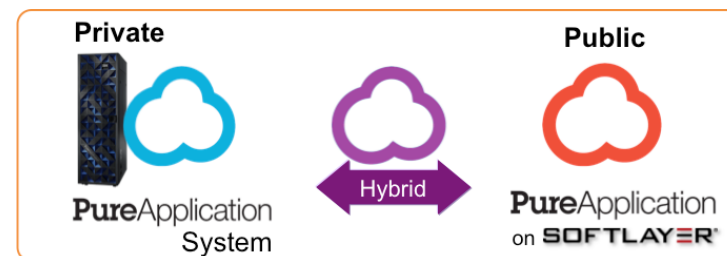 Private
PureApplication
System
Hybrid
Public
PureApplication
on SOFTLAYER®